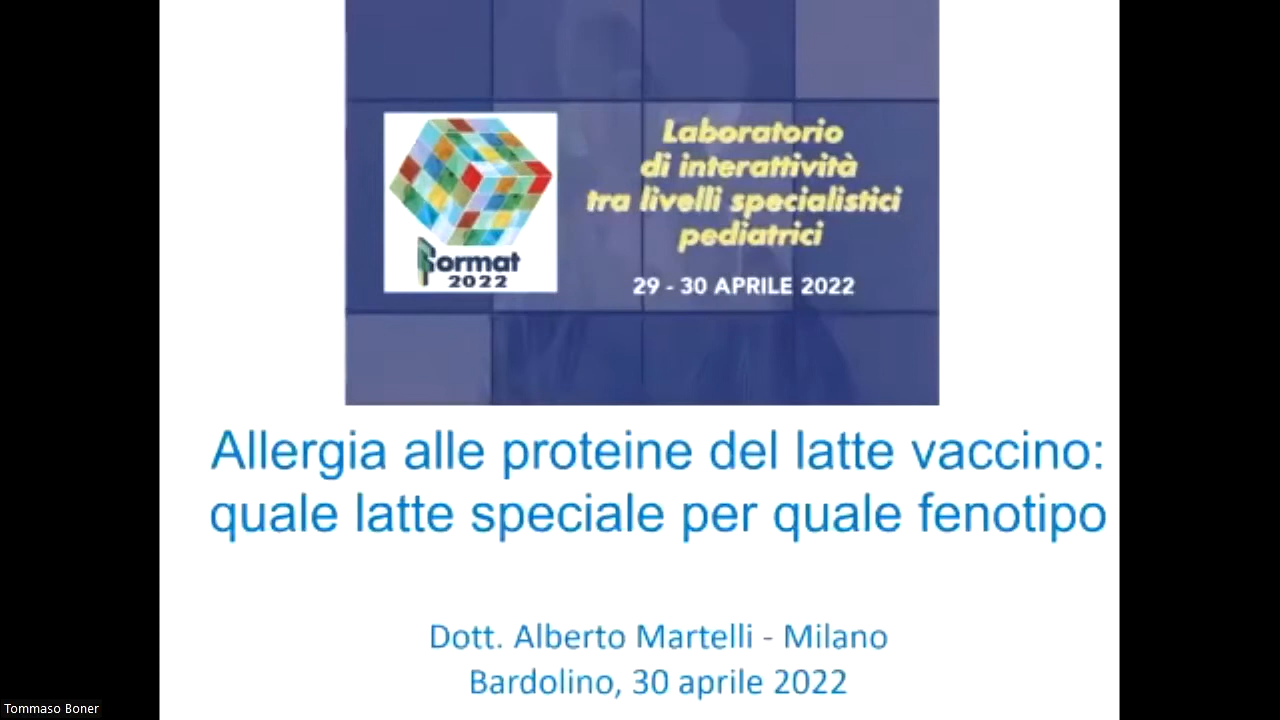 Laboratorio
di interattività
tra livelli specialistici
pediatrici
Format
2022
29 - 30 APRILE 2022
Allergia alle proteine del latte vaccino:
quale latte speciale per quale fenotipo
Dott. Alberto Martelli - Milano
Bardolino, 30 aprile 2022
Tommaso Boner